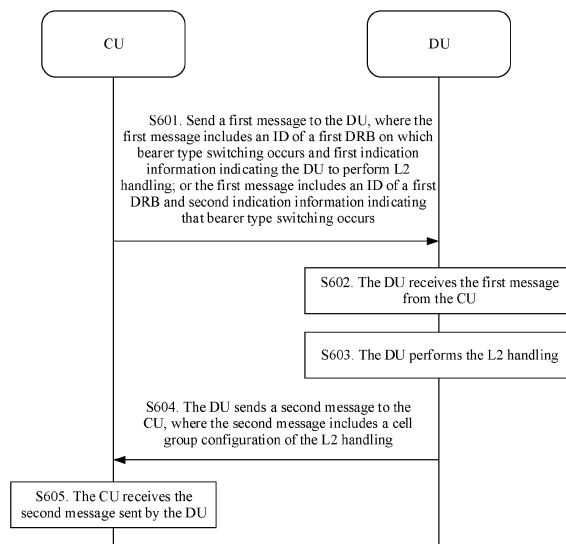 CU
DU
S601. Send a first message to the DU, where the
first message includes an ID of a first DRB on which
bearer type switching occurs and first indication
information indicating the DU to perform L2
handling; or the first message includes an ID of a first
DRB and second indication information indicating
that bearer type switching occurs
S602. The DU receives the first message
from the CU
S603. The DU performs the L2 handling
S604. The DU sends a second message to the
CU, where the second message includes a cell
group configuration of the L2 handling
S605. The CU receives the
second message sent by the DU